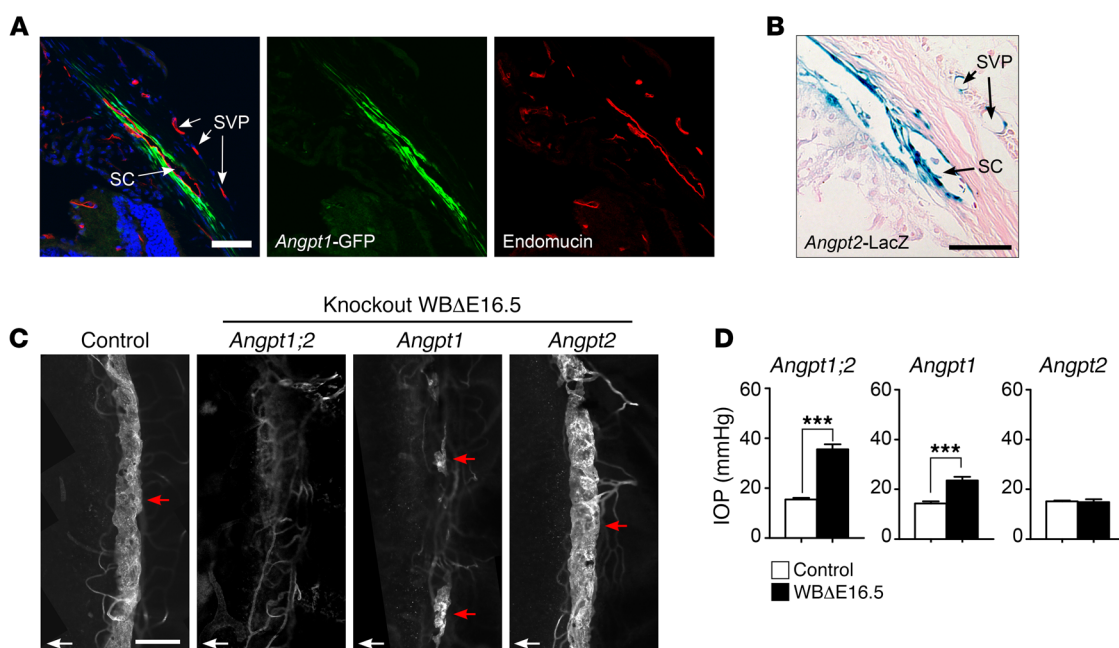 A
SVP
SC
Angpt1-GFP
Endomucin
B
SVP
SC
Angpt2-LacZ
Knockout WBΔE16.5
C
Control
Angpt1;2
Angpt1
Angpt2
D
Angpt1;2
Angpt1
Angpt2
IOP (mmHg)
60
40
20
0
***
60
40
20
0
***
60
40
20
0
Control
WBΔE16.5